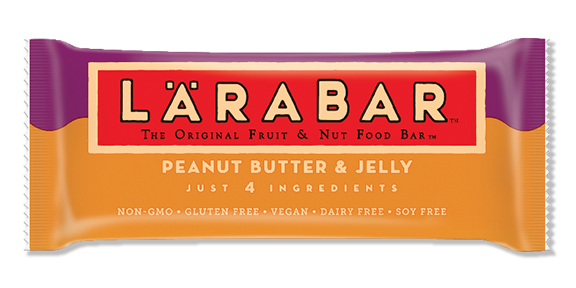 LÄRABAR™
THE ORIGINAL FRUIT & NUT FOOD BAR™
PEANUT BUTTER & JELLY
JUST 4 INGREDIENTS
NON-GMO • GLUTEN FREE • VEGAN • DAIRY FREE • SOY FREE